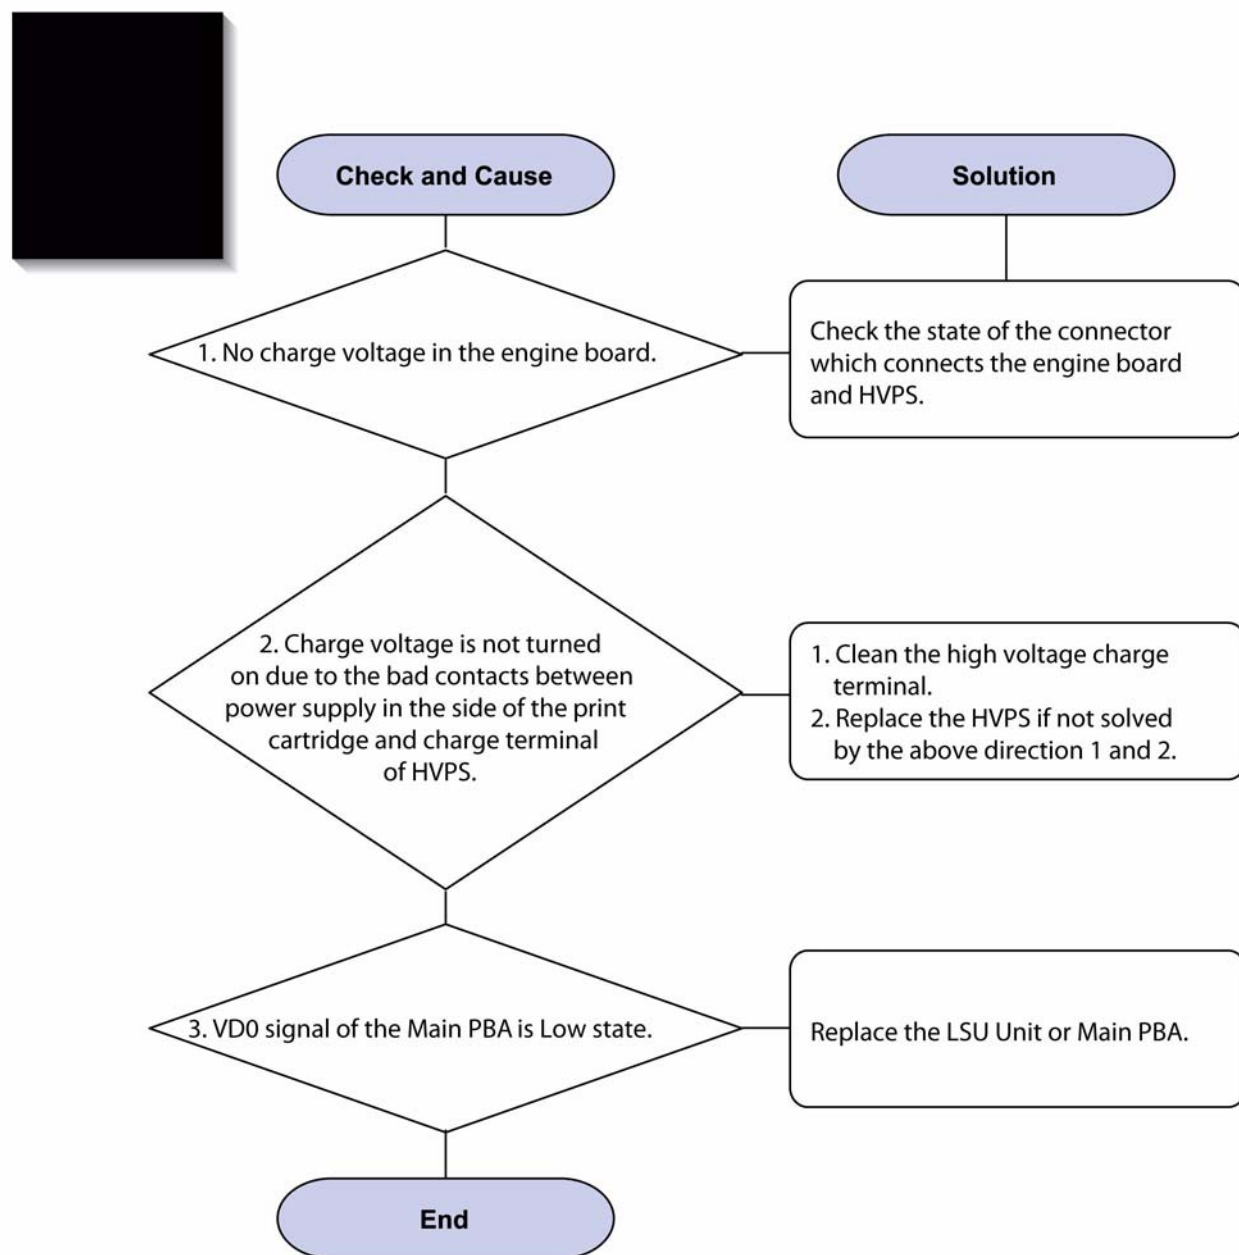 Check and Cause
Solution
1. No charge voltage in the engine board.
Check the state of the connector
which connects the engine board
and HVPS.
2. Charge voltage is not turned
on due to the bad contacts between
power supply in the side of the print
cartridge and charge terminal
of HVPS.
1. Clean the high voltage charge
terminal.
2. Replace the HVPS if not solved
by the above direction 1 and 2.
3. VD0 signal of the Main PBA is Low state.
Replace the LSU Unit or Main PBA.
End